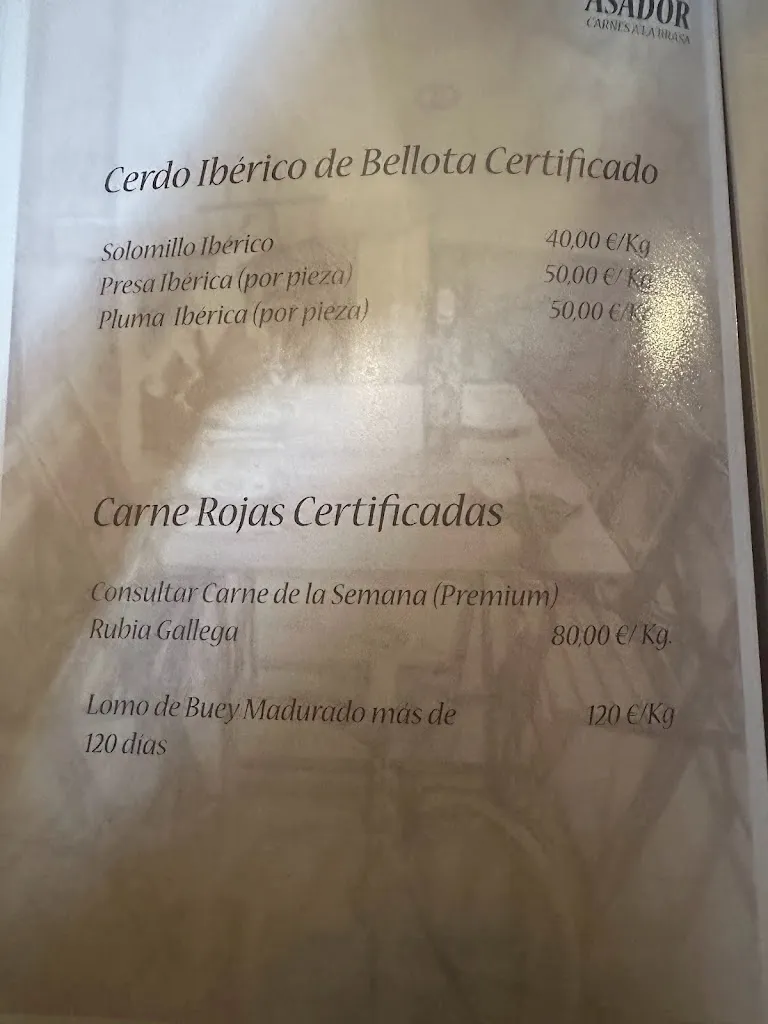 ASADOR
CARNES A LA BRASA
Cerdo Ibérico de Bellota Certificado
Solomillo Ibérico 40,00 €/Kg
Presa Ibérica (por pieza) 50,00 €/Kg
Pluma Ibérica (por pieza) 50,00 €/Kg
Carne Rojas Certificadas
Consultar Carne de la Semana (Premium)
Rubia Gallega 80,00 €/Kg.
Lomo de Buey Madurado más de 120 €/Kg
120 días